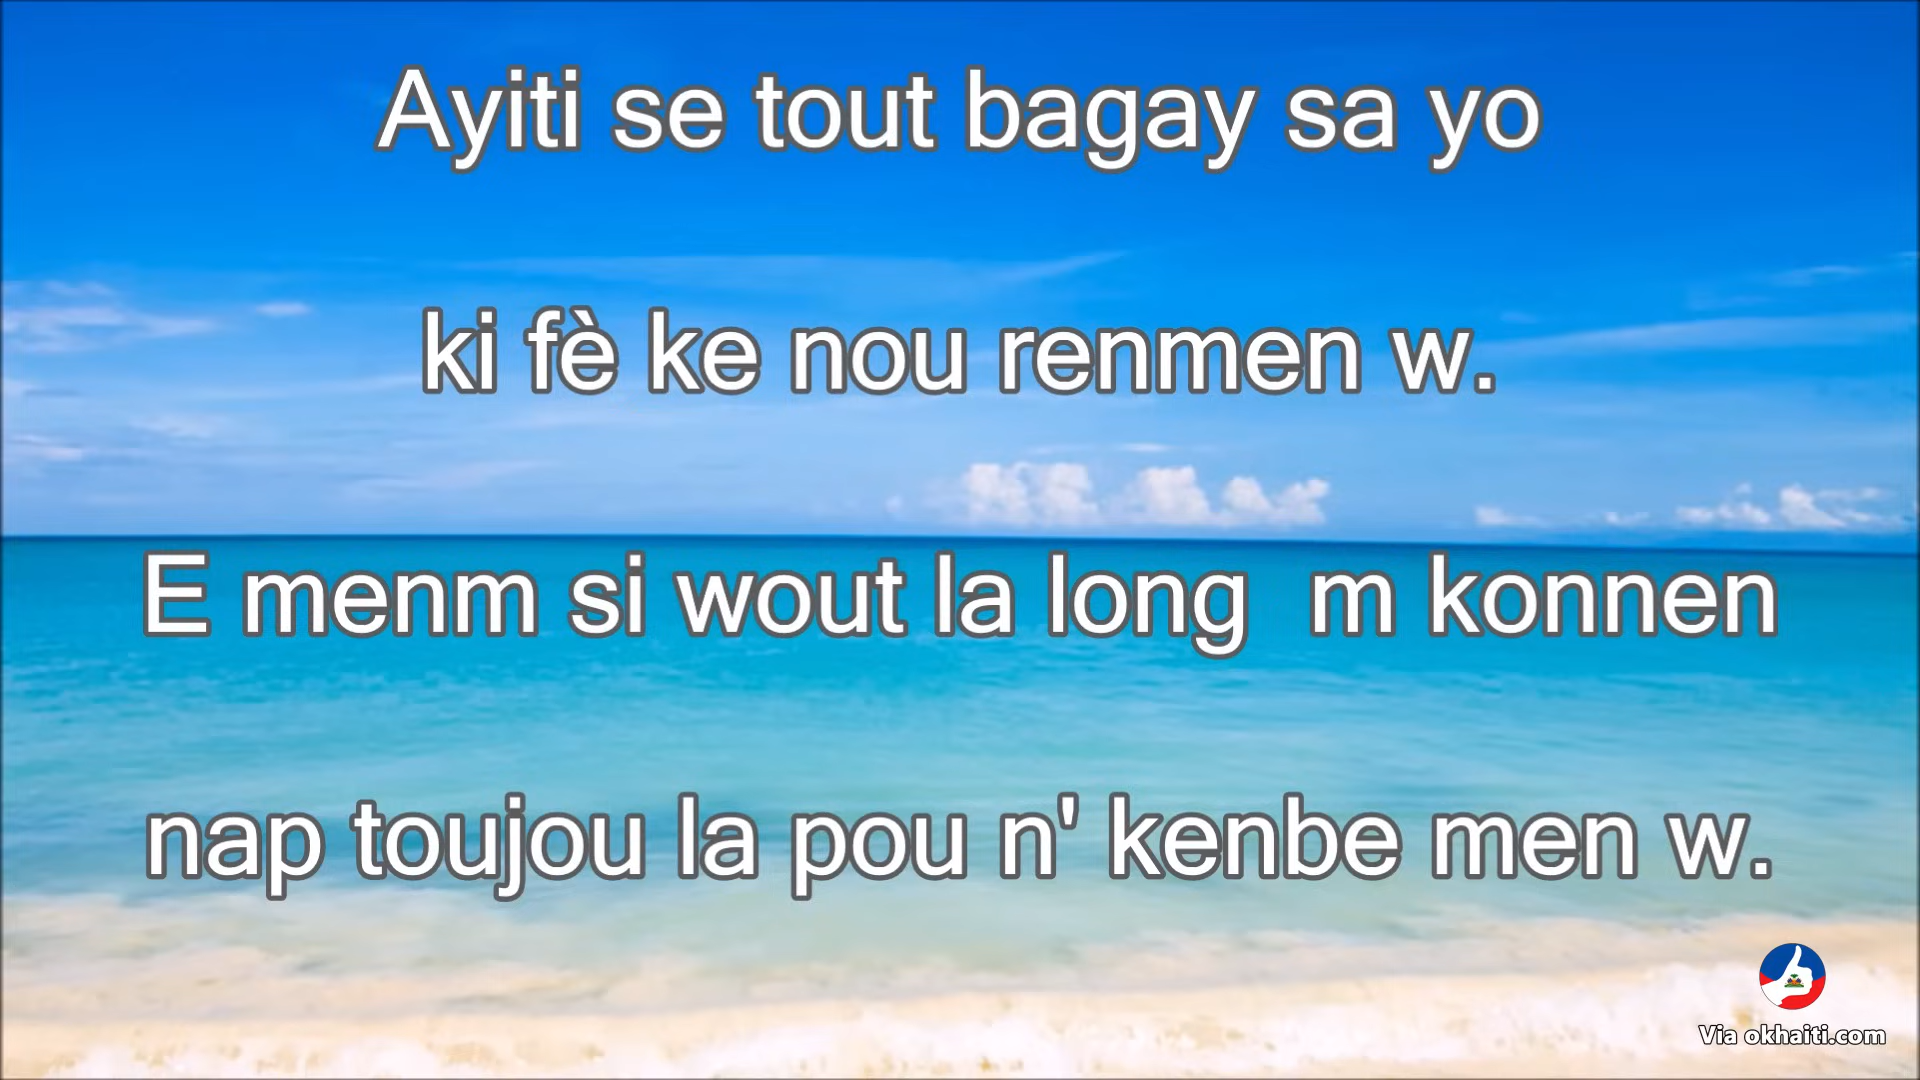 Ayiti se tout bagay sa yo
ki fè ke nou renmen w.
E menm si wout la long  m konnen
nap toujou la pou n' kenbe men w.
Via okhaiti.com